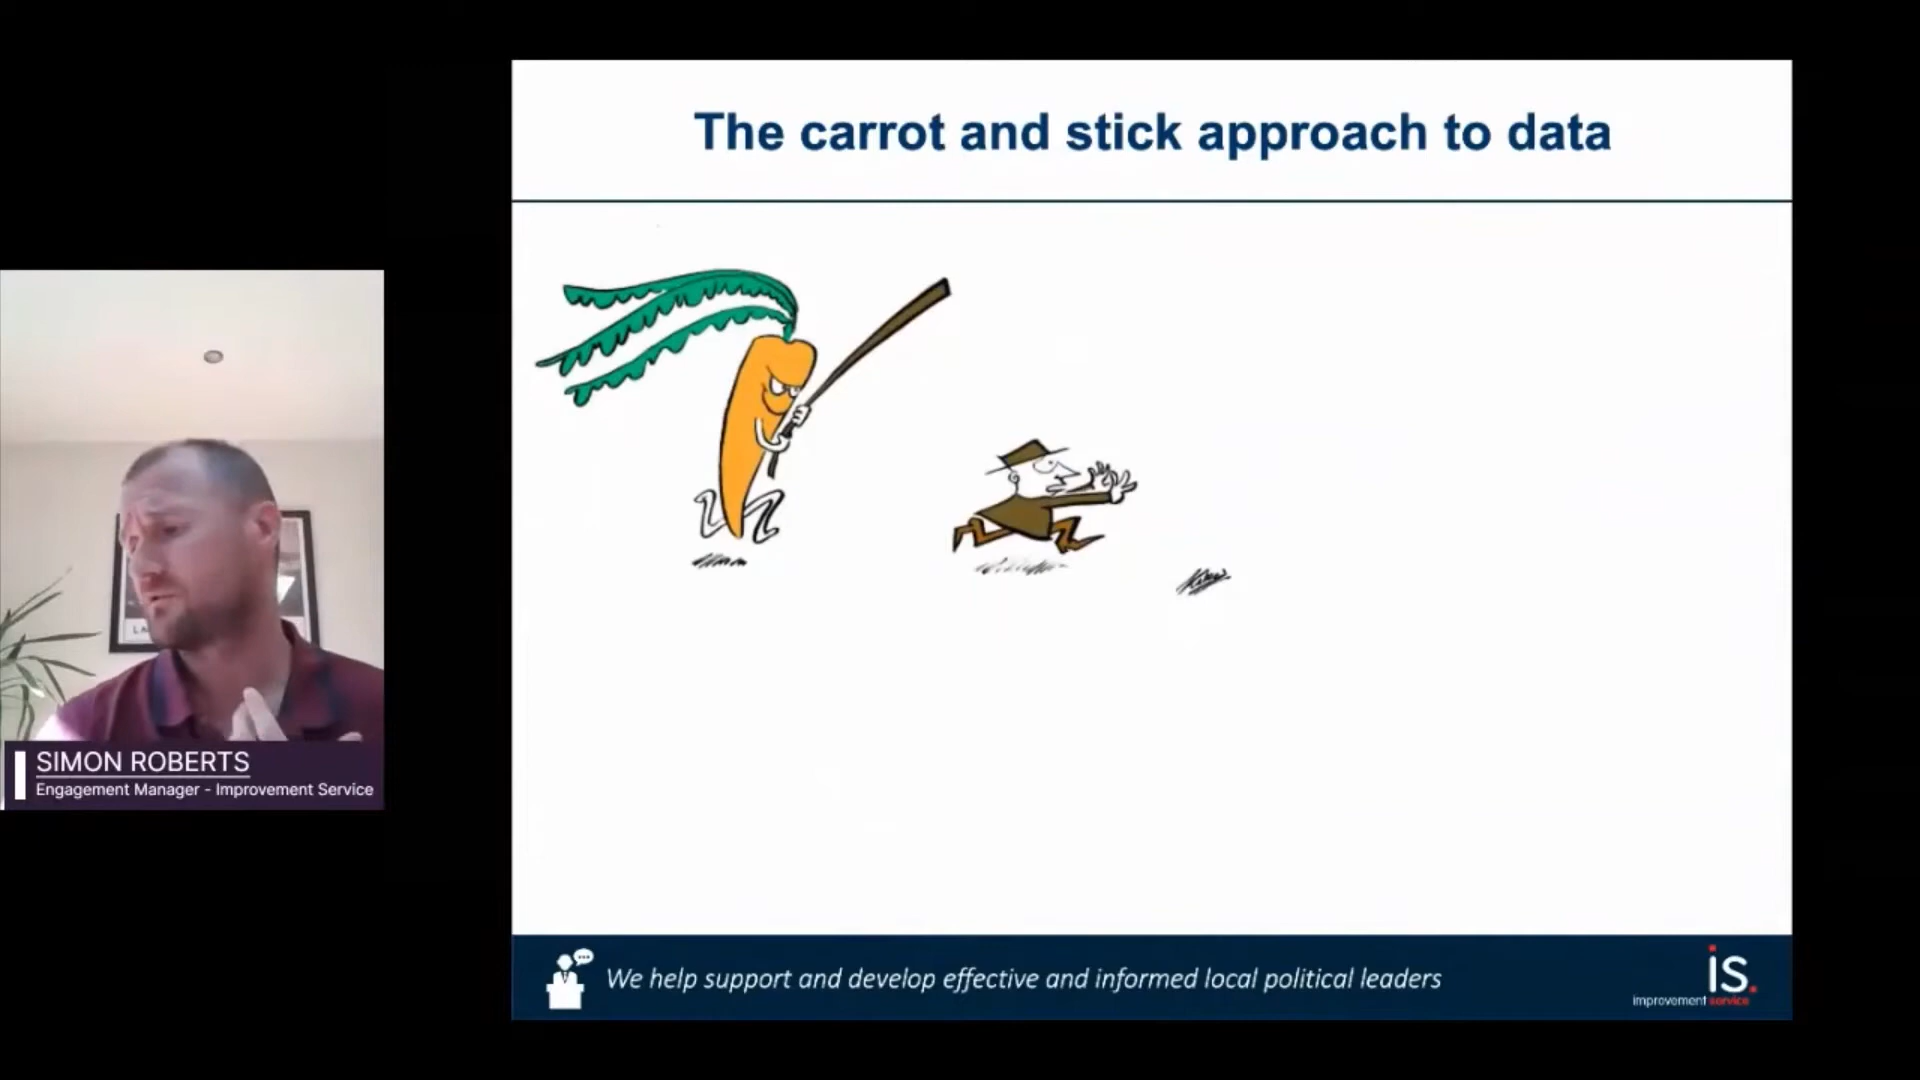 The carrot and stick approach to data
SIMON ROBERTS
Engagement Manager - Improvement Service
We help support and develop effective and informed local political leaders
is.
improvement service